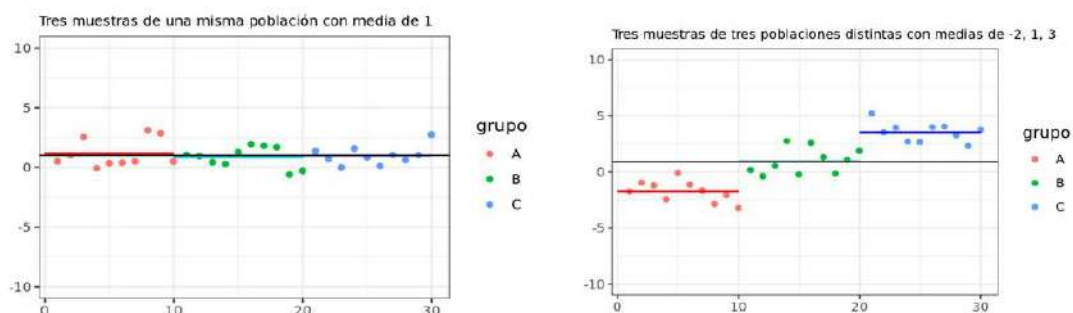 Tres muestras de una misma población con media de 1
10
5
0
-5
-10
0
10
20
30
grupo
A
B
C
Tres muestras de tres poblaciones distintas con medias de -2, 1, 3
10
5
0
-5
-10
0
10
20
30
grupo
A
B
C